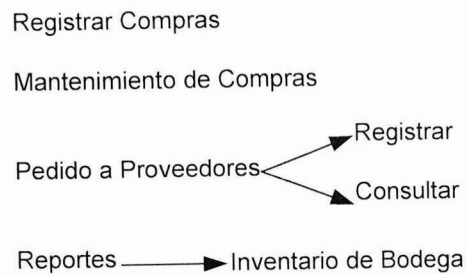 Registrar Compras
Mantenimiento de Compras
Registrar
Pedido a Proveedores
Consultar
Reportes Inventario de Bodega